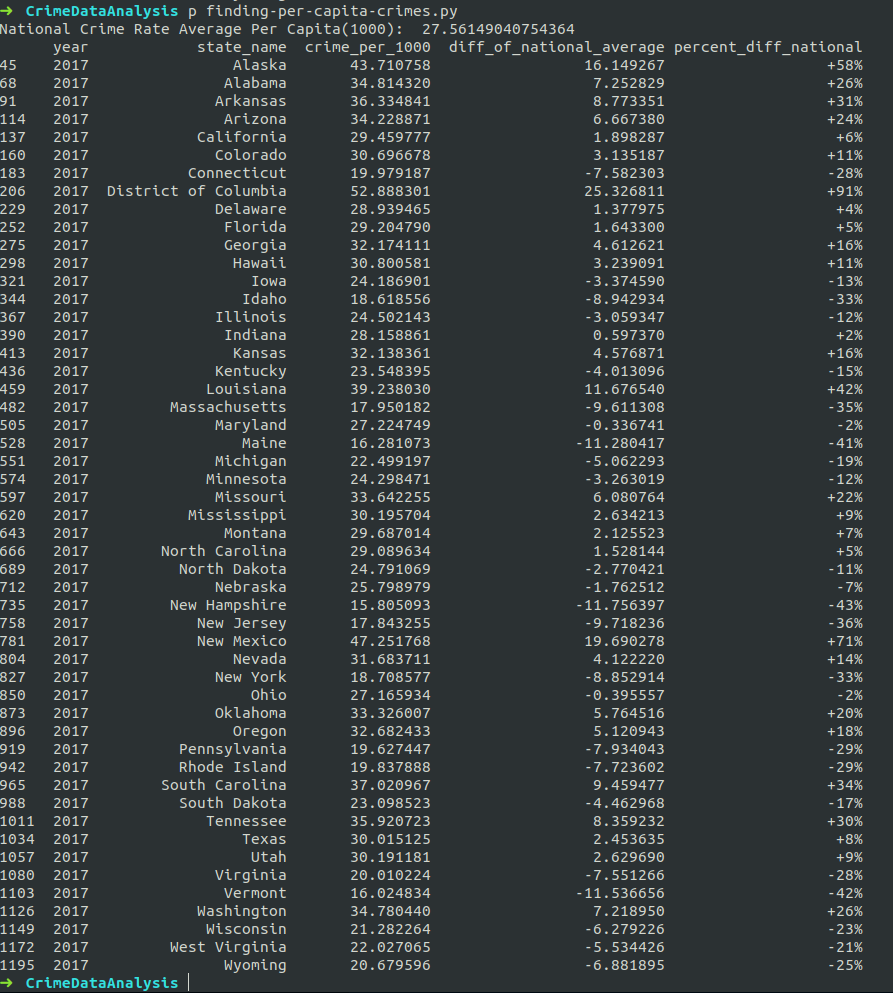 ➜ CrimeDataAnalysis p finding-per-capita-crimes.py
National Crime Rate Average Per Capita(1000):  27.56149040754364
      year            state_name  crime_per_1000  diff_of_national_average percent_diff_national
45    2017                Alaska       43.710758                 16.149267                  +58%
68    2017               Alabama       34.814320                  7.252829                  +26%
91    2017              Arkansas       36.334841                  8.773351                  +31%
114   2017               Arizona       34.228871                  6.667380                  +24%
137   2017            California       29.459777                  1.898287                   +6%
160   2017              Colorado       30.696678                  3.135187                  +11%
183   2017           Connecticut       19.979187                 -7.582303                  -28%
206   2017  District of Columbia       52.888301                 25.326811                  +91%
229   2017              Delaware       28.939465                  1.377975                   +4%
252   2017               Florida       29.204790                  1.643300                   +5%
275   2017               Georgia       32.174111                  4.612621                  +16%
298   2017                Hawaii       30.800581                  3.239091                  +11%
321   2017                  Iowa       24.186901                 -3.374590                  -13%
344   2017                 Idaho       18.618556                 -8.942934                  -33%
367   2017              Illinois       24.502143                 -3.059347                  -12%
390   2017               Indiana       28.158861                  0.597370                   +2%
413   2017                Kansas       32.138361                  4.576871                  +16%
436   2017              Kentucky       23.548395                 -4.013096                  -15%
459   2017             Louisiana       39.238030                 11.676540                  +42%
482   2017         Massachusetts       17.950182                 -9.611308                  -35%
505   2017              Maryland       27.224749                 -0.336741                   -2%
528   2017                 Maine       16.281073                -11.280417                  -41%
551   2017              Michigan       22.499197                 -5.062293                  -19%
574   2017             Minnesota       24.298471                 -3.263019                  -12%
597   2017              Missouri       33.642255                  6.080764                  +22%
620   2017           Mississippi       30.195704                  2.634213                   +9%
643   2017               Montana       29.687014                  2.125523                   +7%
666   2017        North Carolina       29.089634                  1.528144                   +5%
689   2017          North Dakota       24.791069                 -2.770421                  -11%
712   2017              Nebraska       25.798979                 -1.762512                   -7%
735   2017         New Hampshire       15.805093                -11.756397                  -43%
758   2017            New Jersey       17.843255                 -9.718236                  -36%
781   2017            New Mexico       47.251768                 19.690278                  +71%
804   2017                Nevada       31.683711                  4.122220                  +14%
827   2017              New York       18.708577                 -8.852914                  -33%
850   2017                  Ohio       27.165934                 -0.395557                   -2%
873   2017              Oklahoma       33.326007                  5.764516                  +20%
896   2017                Oregon       32.682433                  5.120943                  +18%
919   2017          Pennsylvania       19.627447                 -7.934043                  -29%
942   2017          Rhode Island       19.837888                 -7.723602                  -29%
965   2017        South Carolina       37.020967                  9.459477                  +34%
988   2017          South Dakota       23.098523                 -4.462968                  -17%
1011  2017             Tennessee       35.920723                  8.359232                  +30%
1034  2017                 Texas       30.015125                  2.453635                   +8%
1057  2017                  Utah       30.191181                  2.629690                   +9%
1080  2017              Virginia       20.010224                 -7.551266                  -28%
1103  2017               Vermont       16.024834                -11.536656                  -42%
1126  2017            Washington       34.780440                  7.218950                  +26%
1149  2017             Wisconsin       21.282264                 -6.279226                  -23%
1172  2017         West Virginia       22.027065                 -5.534426                  -21%
1195  2017               Wyoming       20.679596                 -6.881895                  -25%
➜ CrimeDataAnalysis